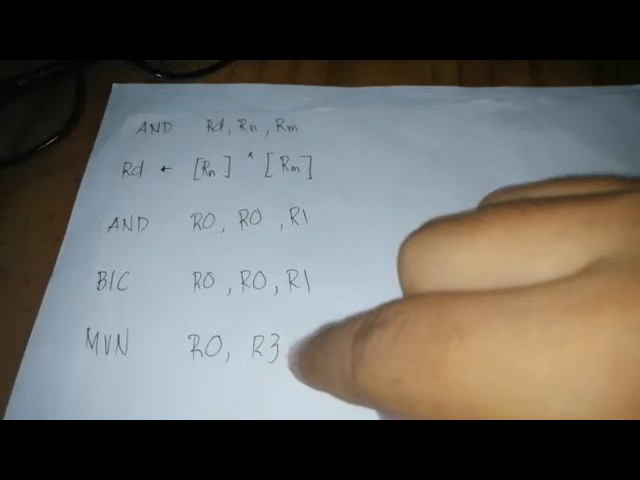 AND Rd, Rn, Rm
Rd ← [Rn] ^ [Rm]
AND R0, R0, R1
BIC R0, R0, R1
MVN R0, R3